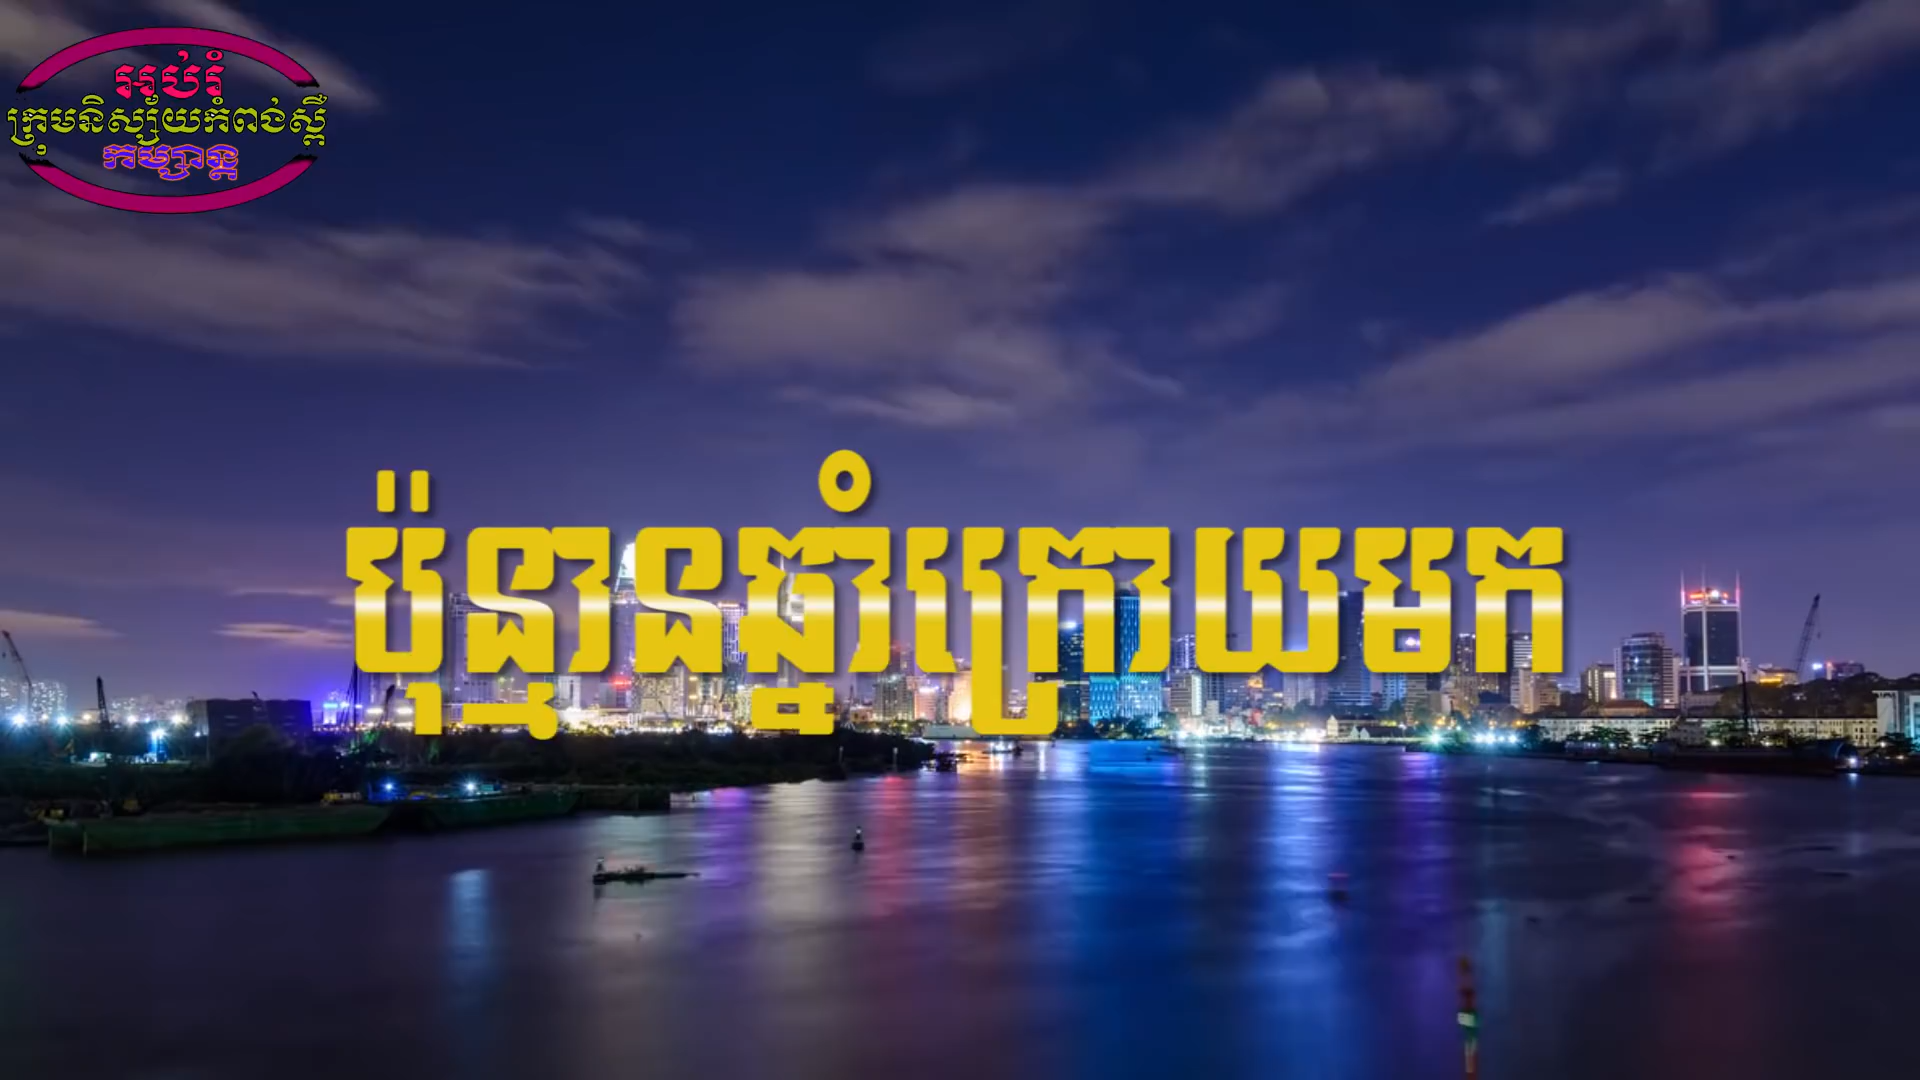 អប់រំ
ក្រុមនិស្ស័យកំពង់ស្ពឺ
កម្សាន្ត
ប៉ុន្មានឆ្នាំក្រោយមក